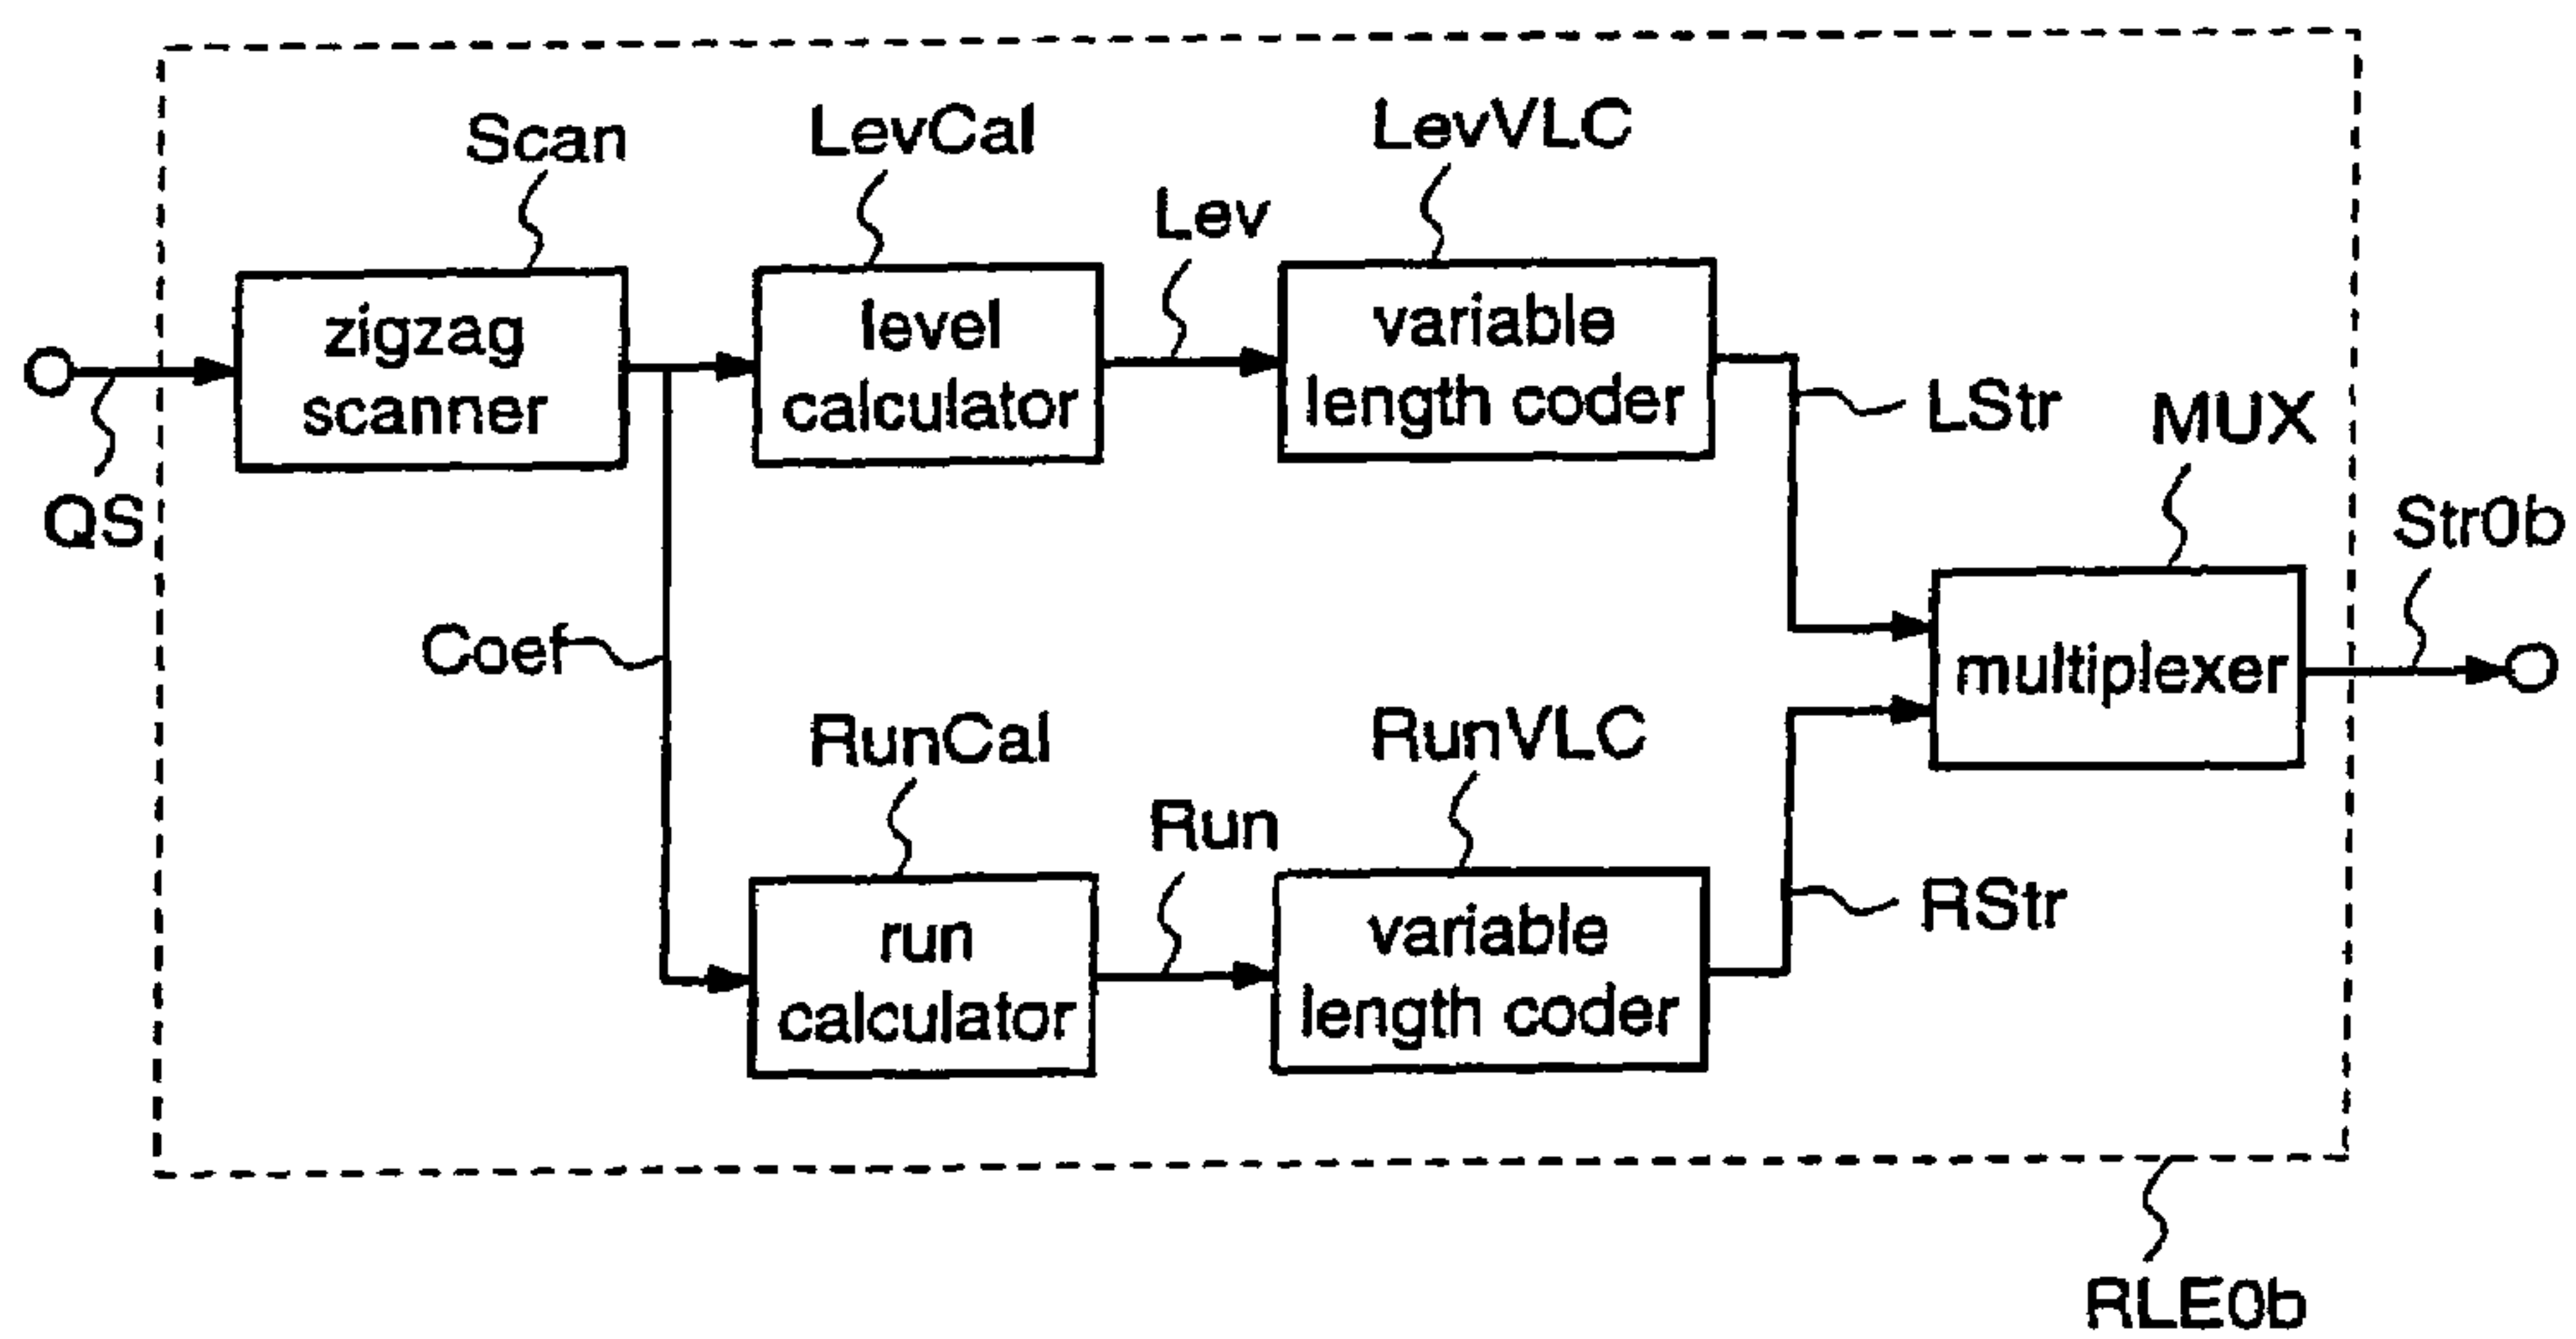 Scan
LevCal
LevVLC
Lev
zigzag
scanner
level
calculator
variable
length coder
LStr
MUX
QS
Str0b
Coef
multiplexer
RunCal
RunVLC
Run
RStr
run
calculator
variable
length coder
RLE0b